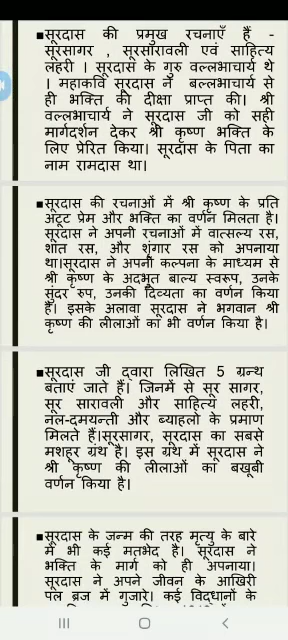 ▪सूरदास की प्रमुख रचनाएँ हैं -
सूरसागर , सूरसारावली एवं साहित्य
लहरी । सूरदास के गुरु वल्लभाचार्य थे
। महाकवि सूरदास ने बल्लभाचार्य से
ही भक्ति की दीक्षा प्राप्त की। श्री
वल्लभाचार्य ने सूरदास जी को सही
मार्गदर्शन देकर श्री कृष्ण भक्ति के
लिए प्रेरित किया। सूरदास के पिता का
नाम रामदास था।
▪सूरदास की रचनाओं में श्री कृष्ण के प्रति
अटूट प्रेम और भक्ति का वर्णन मिलता है।
सूरदास ने अपनी रचनाओं में वात्सल्य रस,
शांत रस, और शृंगार रस को अपनाया
था।सूरदास ने अपनी कल्पना के माध्यम से
श्री कृष्ण के अदभुत बाल्य स्वरूप, उनके
सुंदर रुप, उनकी दिव्यता का वर्णन किया
है। इसके अलावा सूरदास ने भगवान श्री
कृष्ण की लीलाओं का भी वर्णन किया है।
▪सूरदास जी द्वारा लिखित 5 ग्रन्थ
बताएं जाते हैं। जिनमें से सूर सागर,
सूर सारावली और साहित्य लहरी,
नल-दमयन्ती और ब्याहलो के प्रमाण
मिलते हैं।सूरसागर, सूरदास का सबसे
मशहूर ग्रंथ है। इस ग्रंथ में सूरदास ने
श्री कृष्ण की लीलाओं का बखूबी
वर्णन किया है।
▪सूरदास के जन्म की तरह मृत्यु के बारे
में भी कई मतभेद है। सूरदास ने
भक्ति के मार्ग को ही अपनाया।
सूरदास ने अपने जीवन के आखिरी
पल ब्रज में गुजारे। कई विद्वानों के